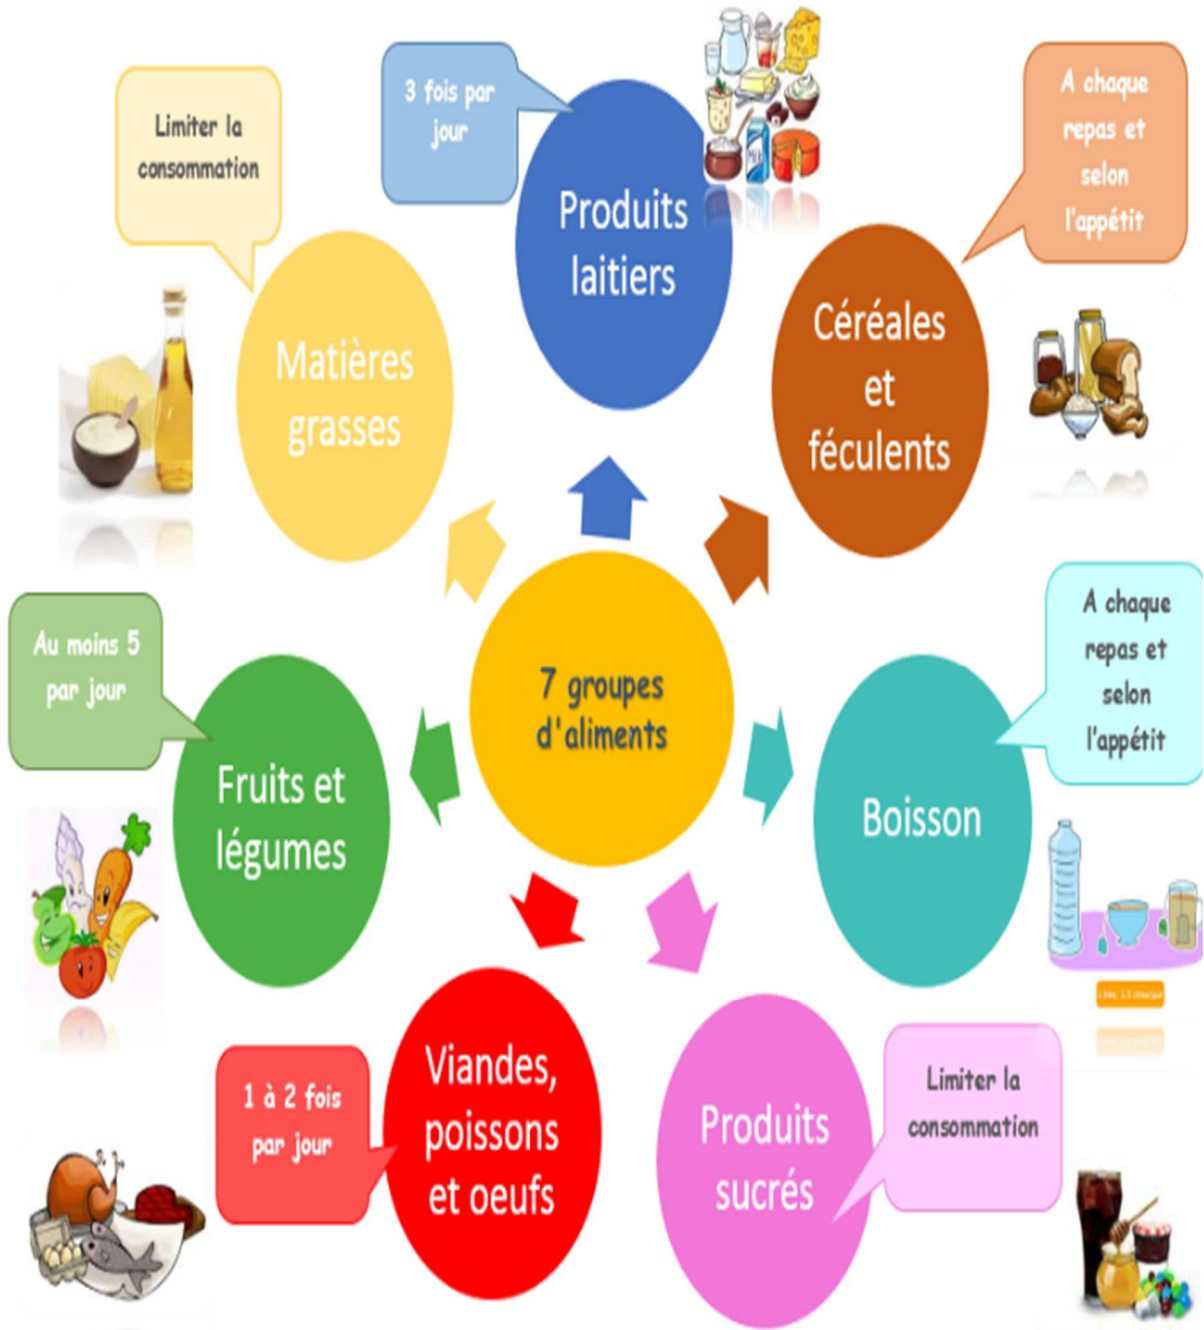 3 fois par
jour
Produits
laitiers
A chaque
repas et
selon
l'appétit
Céréales
et
féculents
A chaque
repas et
selon
l'appétit
Boisson
Limiter la
consommation
Produits
sucrés
1 à 2 fois
par jour
Viandes,
poissons
et oeufs
Au moins 5
par jour
Fruits et
légumes
Limiter la
consommation
Matières
grasses
7 groupes
d'aliments